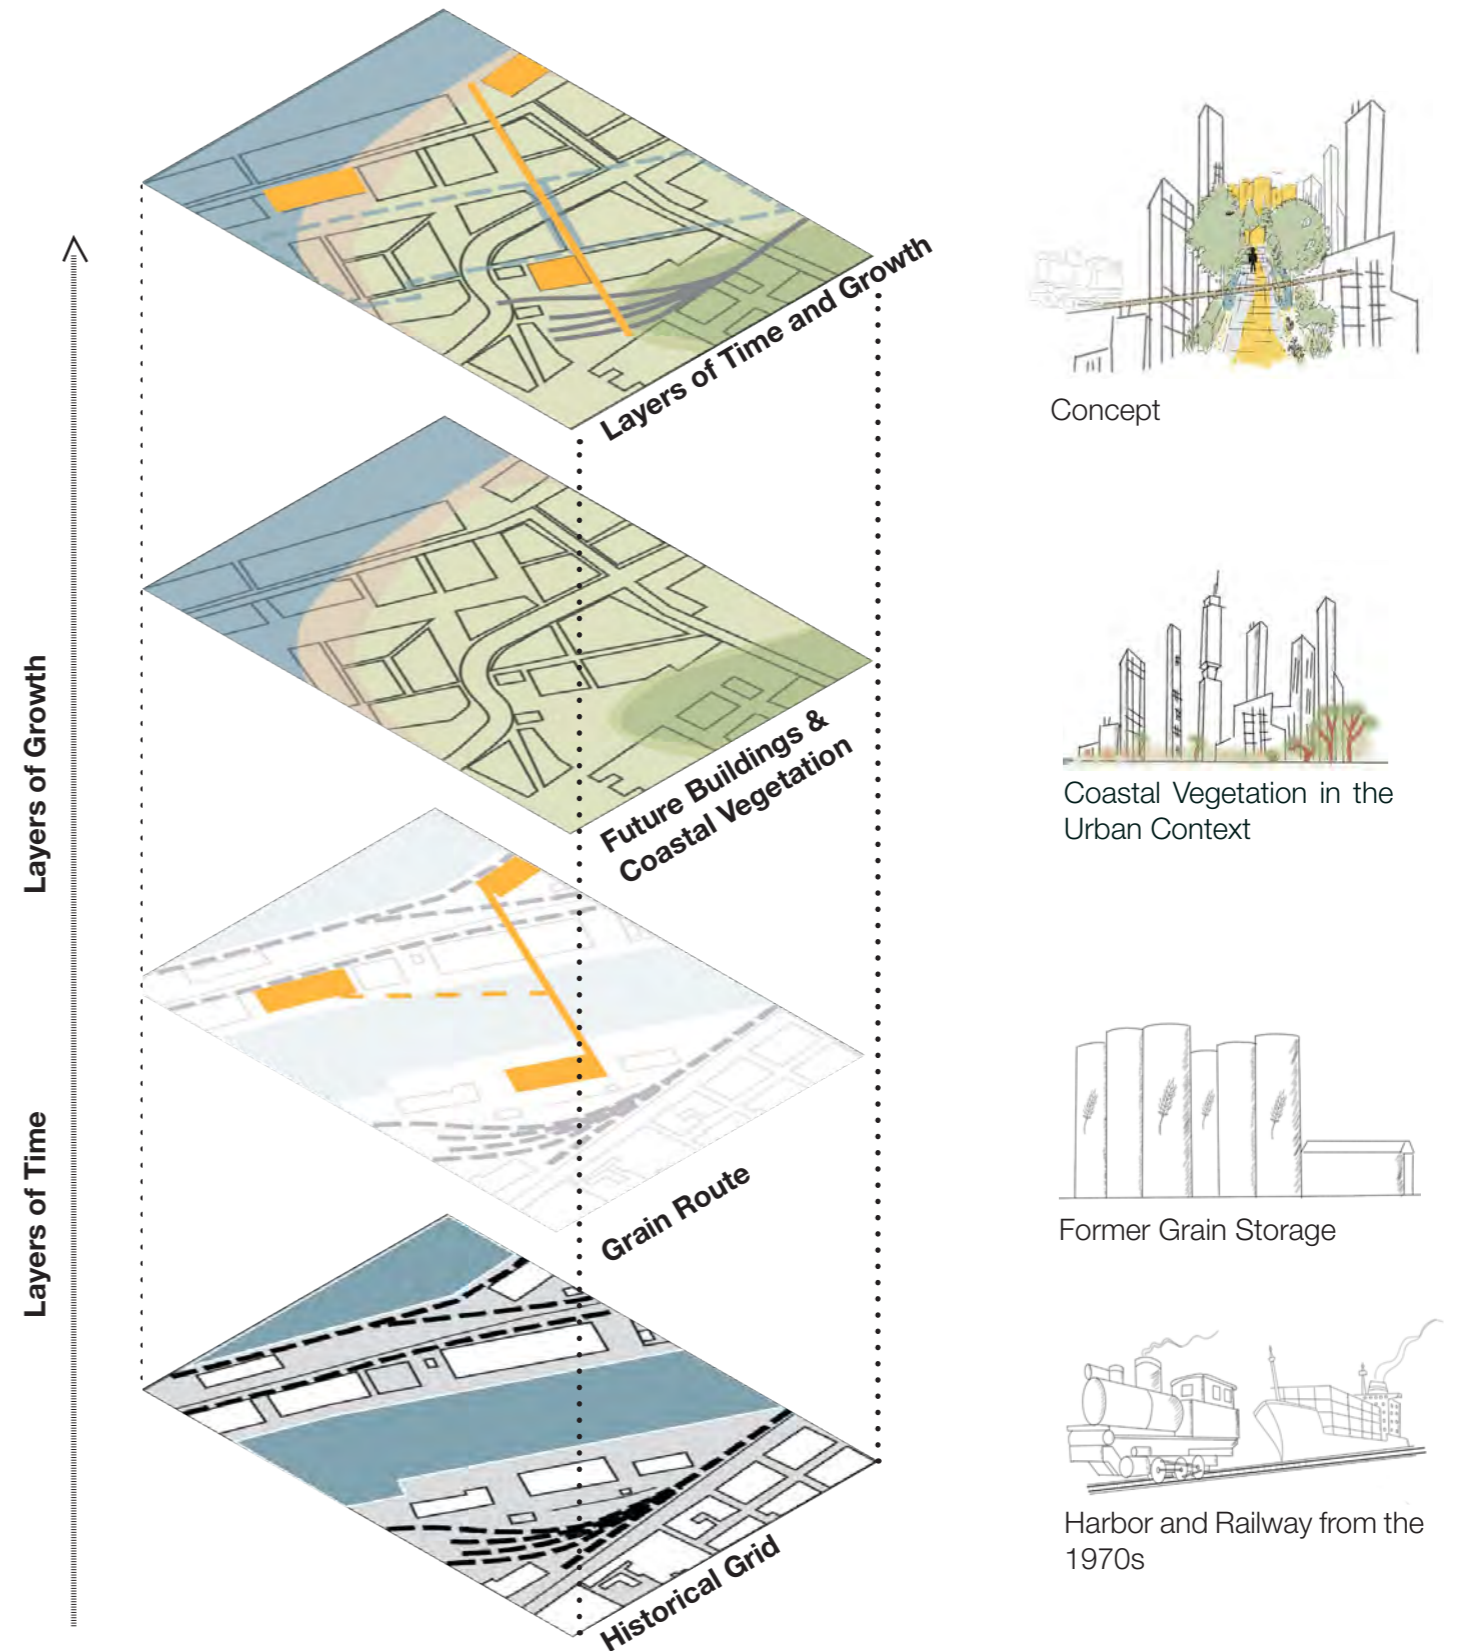 Layers of Time and Growth
Concept
Layers of Growth
Future Buildings &
Coastal Vegetation
Coastal Vegetation in the
Urban Context
Layers of Time
Grain Route
Former Grain Storage
Historical Grid
Harbor and Railway from the
1970s